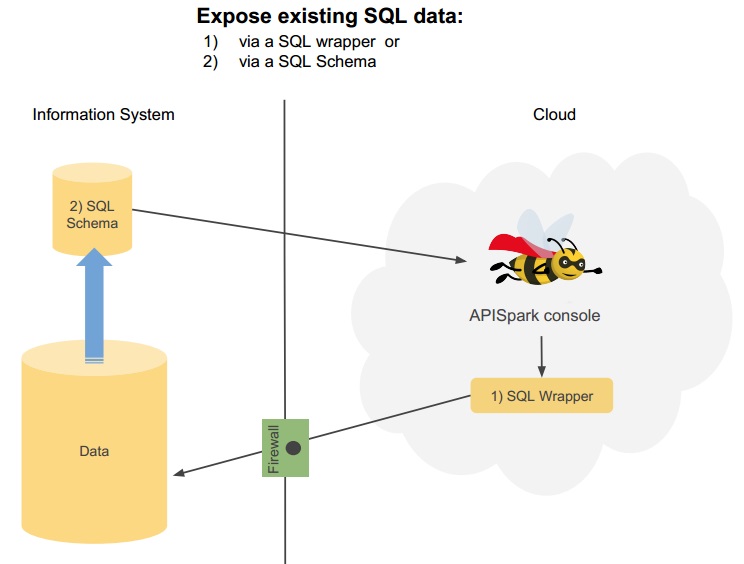 Expose existing SQL data:
1) via a SQL wrapper or
2) via a SQL Schema
Information System
Cloud
2) SQL
Schema
APISpark console
1) SQL Wrapper
Firewall
Data